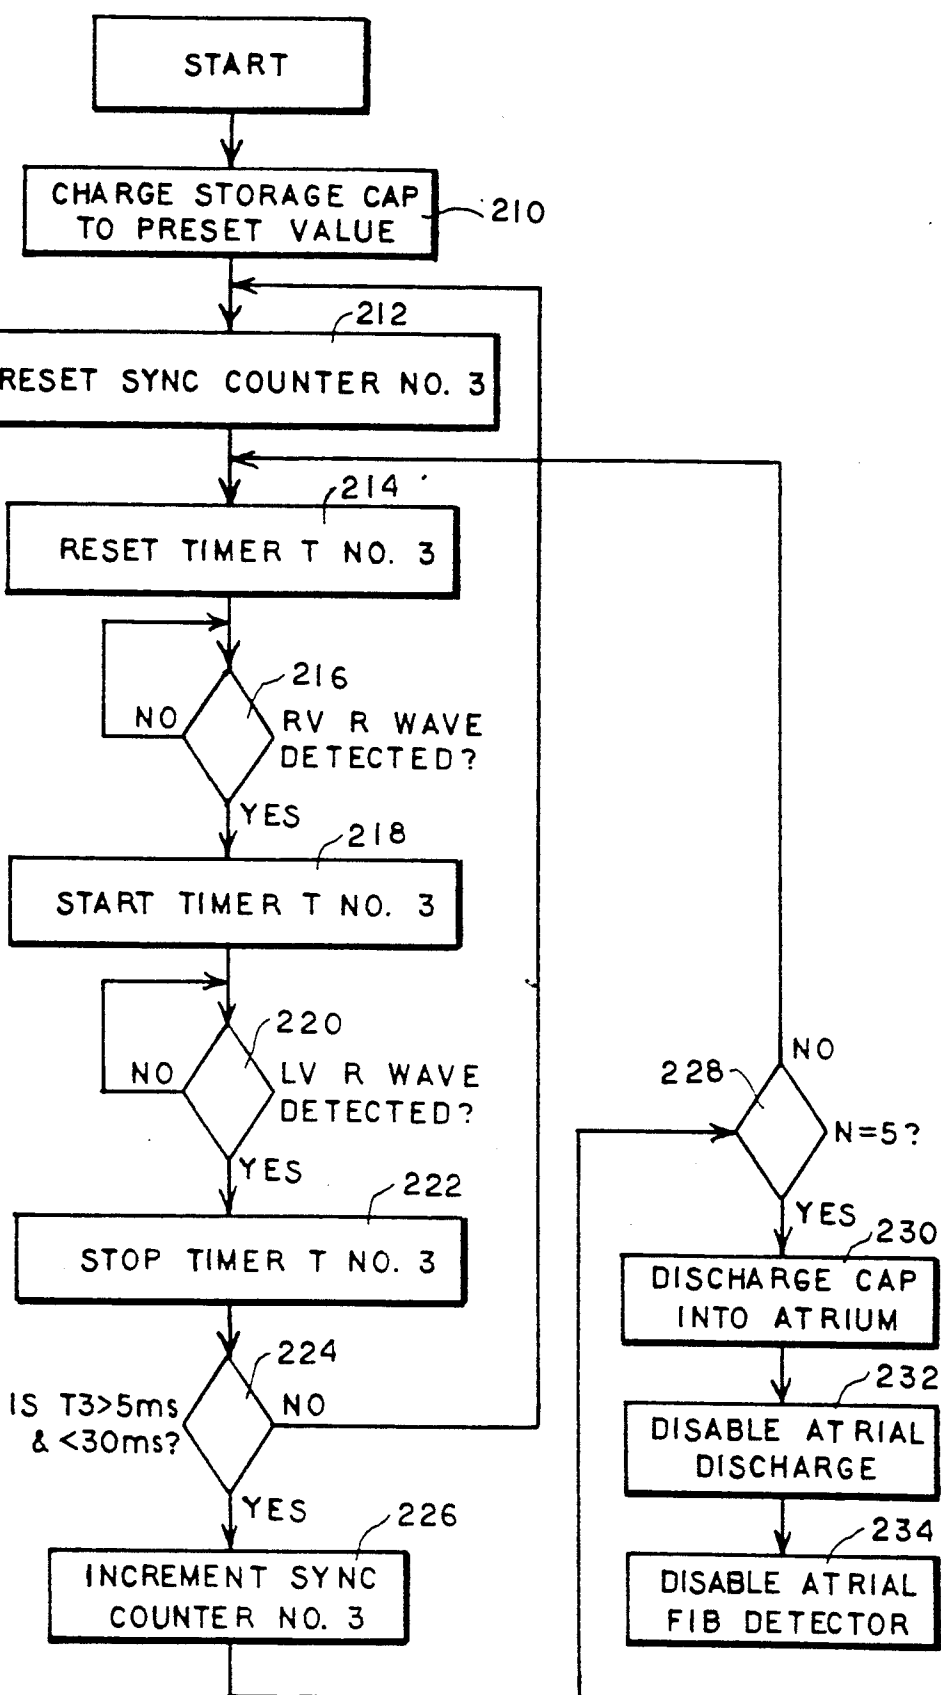 START
CHARGE STORAGE CAP
TO PRESET VALUE
210
212
RESET SYNC COUNTER NO. 3
214
RESET TIMER T NO. 3
216
NO
RV R WAVE
DETECTED?
YES
218
START TIMER T NO. 3
220
NO
LV R WAVE
DETECTED?
YES
222
STOP TIMER T NO. 3
224
IS T3>5ms
& <30ms?
NO
YES
226
INCREMENT SYNC
COUNTER NO. 3
NO
228
N=5?
YES
230
DISCHARGE CAP
INTO ATRIUM
232
DISABLE ATRIAL
DISCHARGE
234
DISABLE ATRIAL
FIB DETECTOR